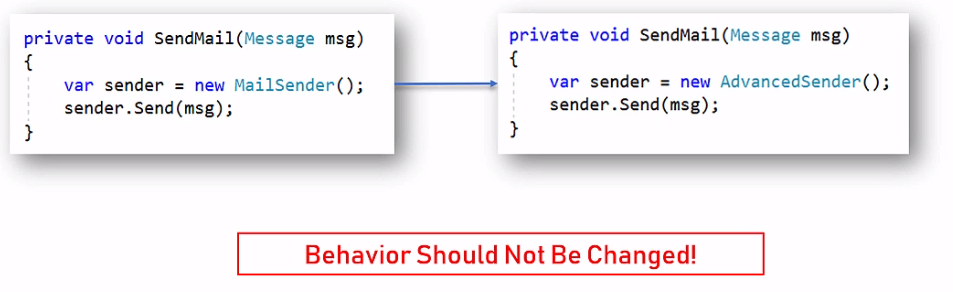 private void SendMail(Message msg)
{
var sender = new MailSender();
sender.Send(msg);
}
private void SendMail(Message msg)
{
var sender = new AdvancedSender();
sender.Send(msg);
}
Behavior Should Not Be Changed!